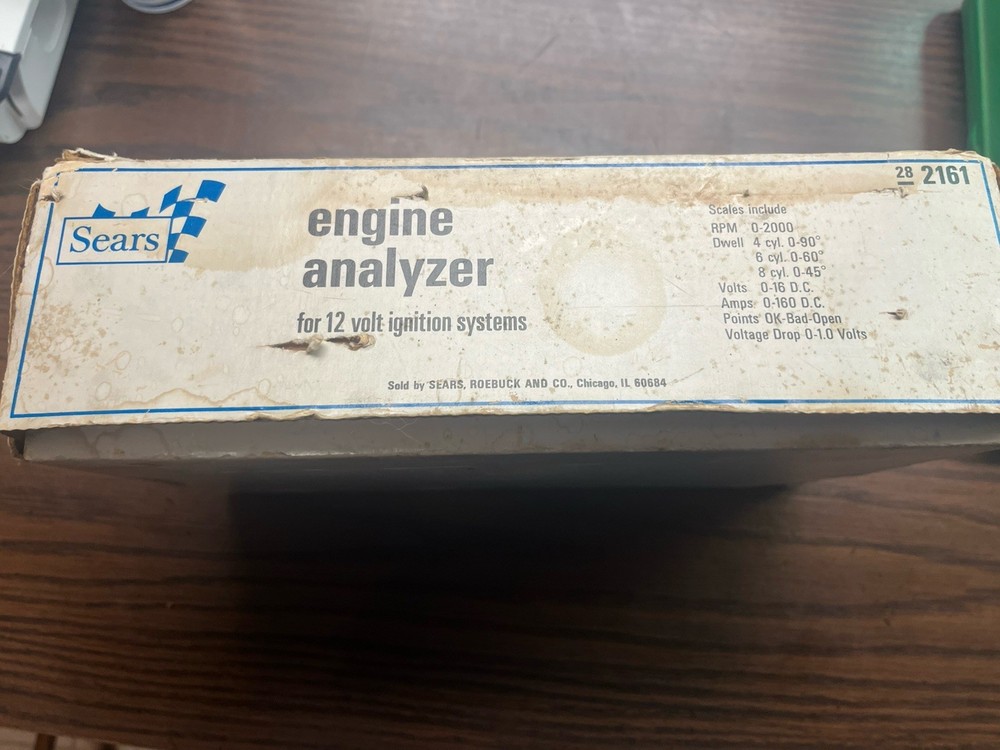 Sears
engine
analyzer
for 12 volt ignition systems
Sold by SEARS, ROEBUCK AND CO., Chicago, IL 60684
28 2161
Scales include
RPM 0-2000
Dwell 4 cyl. 0-90°
6 cyl. 0-60°
8 cyl. 0-45°
Volts 0-16 D.C.
Amps 0-160 D.C.
Points OK-Bad-Open
Voltage Drop 0-1.0 Volts